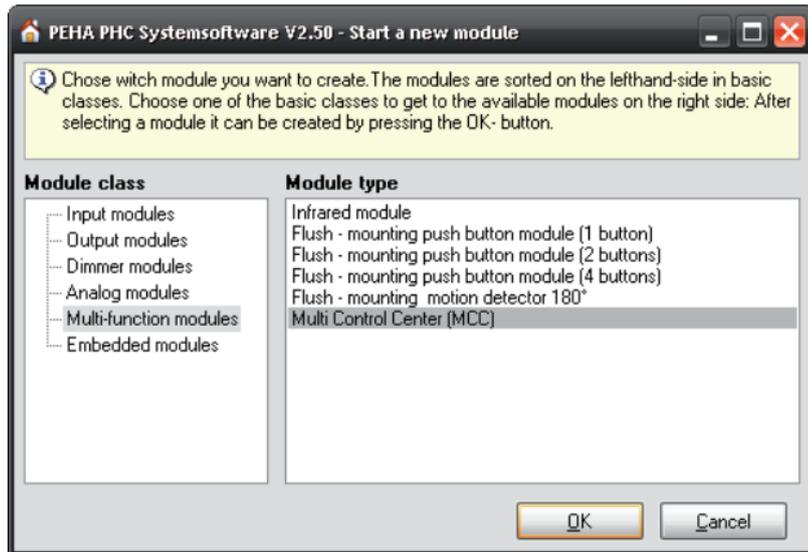 PEHA PHC Systemsoftware V2.50 - Start a new module
Chose witch module you want to create. The modules are sorted on the lefthand-side in basic
classes. Choose one of the basic classes to get to the available modules on the right side: After
selecting a module it can be created by pressing the OK- button.
Module class
Input modules
Output modules
Dimmer modules
Analog modules
Multi-function modules
Embedded modules
Module type
Infrared module
Flush - mounting push button module (1 button)
Flush - mounting push button module (2 buttons)
Flush - mounting push button module (4 buttons)
Flush - mounting motion detector 180°
Multi Control Center (MCC)
OK
Cancel